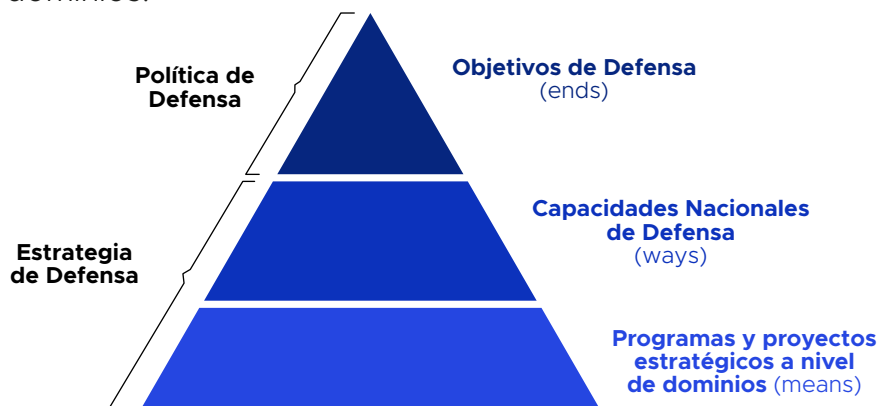 Política de
Defensa
Objetivos de Defensa
(ends)
Capacidades Nacionales
de Defensa
(ways)
Estrategia
de Defensa
Programas y proyectos
estratégicos a nivel
de dominios (means)